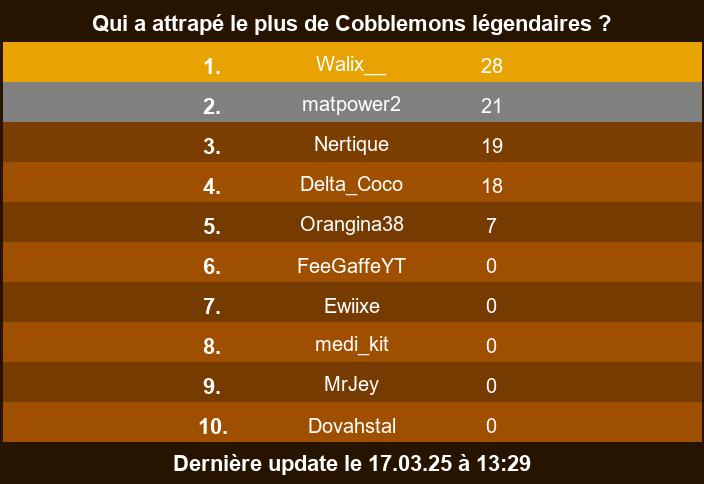 Qui a attrapé le plus de Cobblemons légendaires ?
1. Walix__ 28
2. matpower2 21
3. Nertique 19
4. Delta_Coco 18
5. Orangina38 7
6. FeeGaffeYT 0
7. Ewiixe 0
8. medi_kit 0
9. MrJey 0
10. Dovahstal 0
Dernière update le 17.03.25 à 13:29